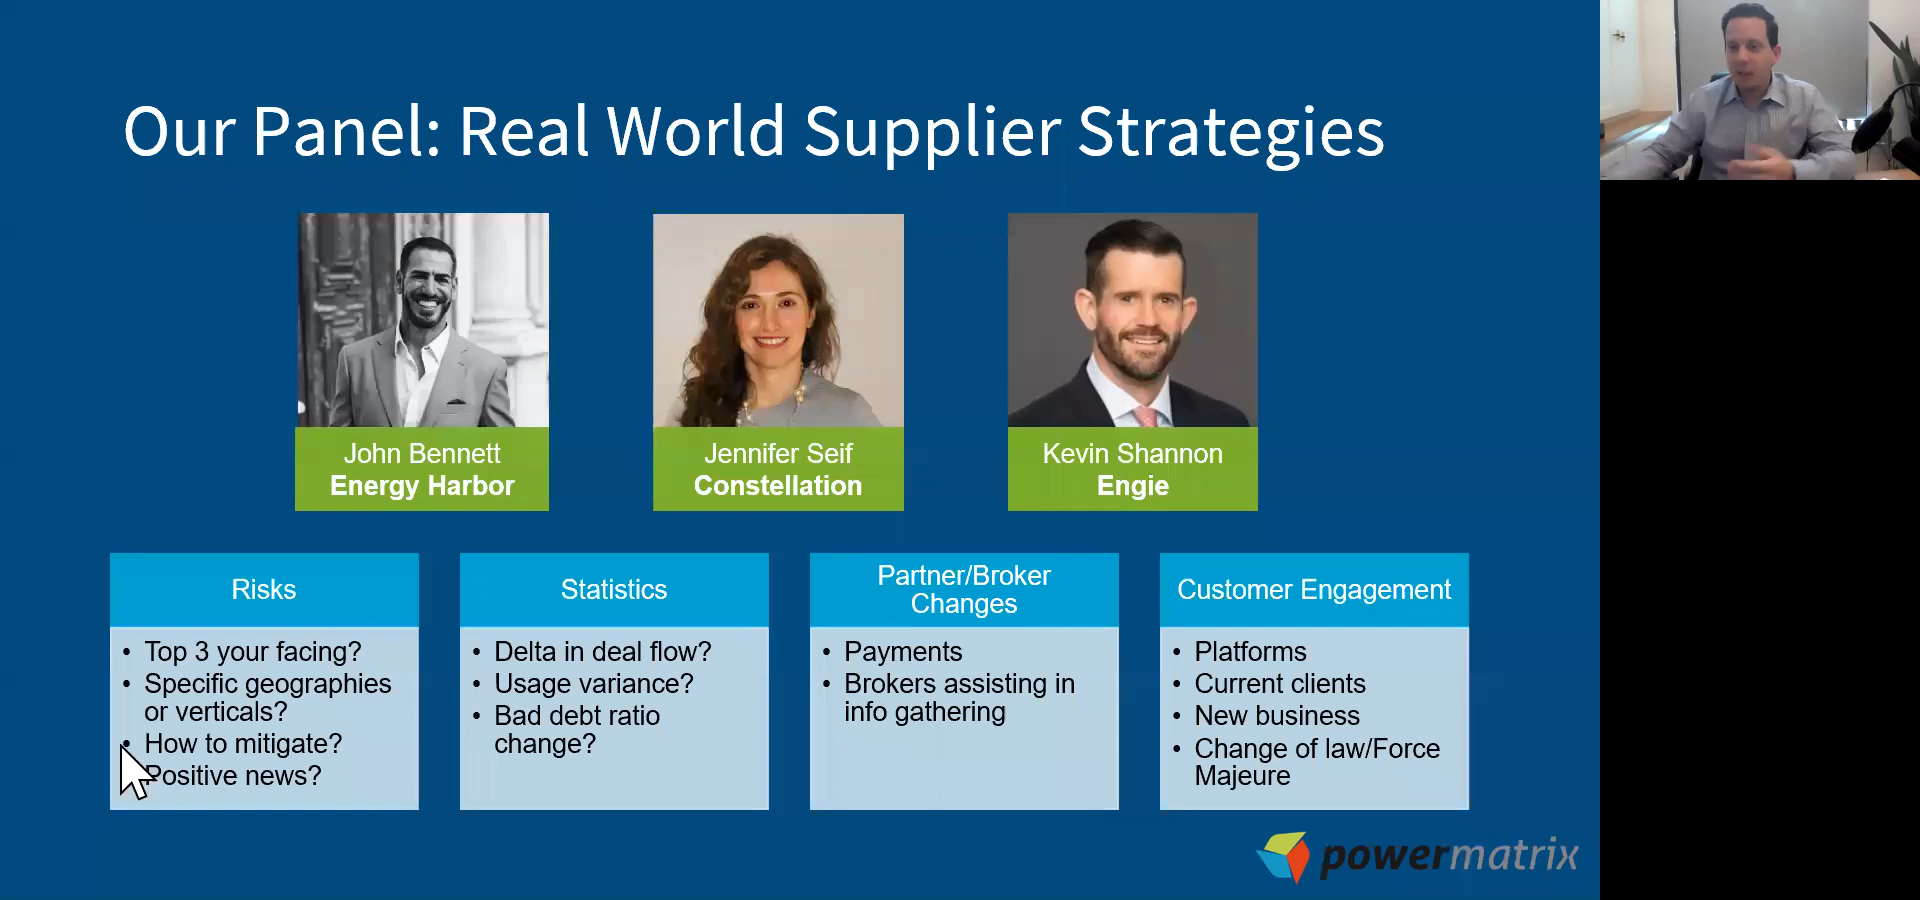 Our Panel: Real World Supplier Strategies
John Bennett
Energy Harbor
Jennifer Seif
Constellation
Kevin Shannon
Engie
Risks
• Top 3 your facing?
• Specific geographies
or verticals?
• How to mitigate?
Positive news?
Statistics
• Delta in deal flow?
• Usage variance?
• Bad debt ratio
change?
Partner/Broker
Changes
• Payments
• Brokers assisting in
info gathering
Customer Engagement
• Platforms
• Current clients
• New business
• Change of law/Force
Majeure
powermatrix